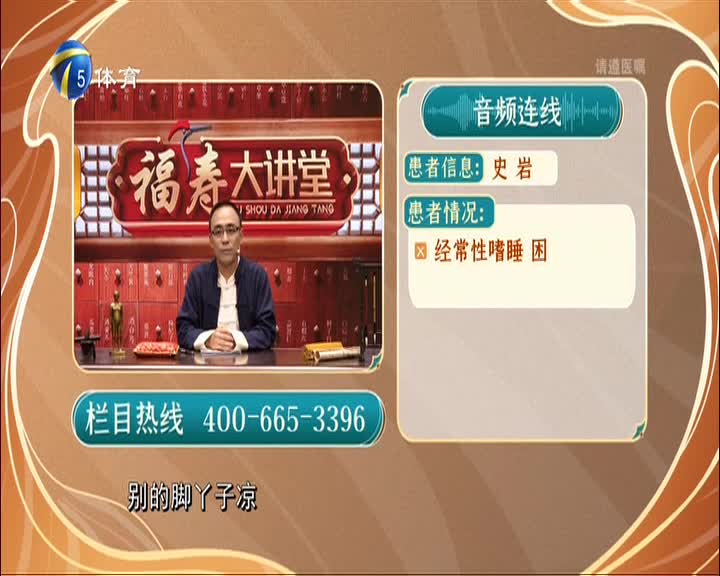 5 体育
请遵医嘱
音频连线
福寿大讲堂
FU SHOU DA JIANG TANG
患者信息: 史 岩
患者情况:
经常性嗜睡 困
栏目热线 400-665-3396
别的脚丫子凉